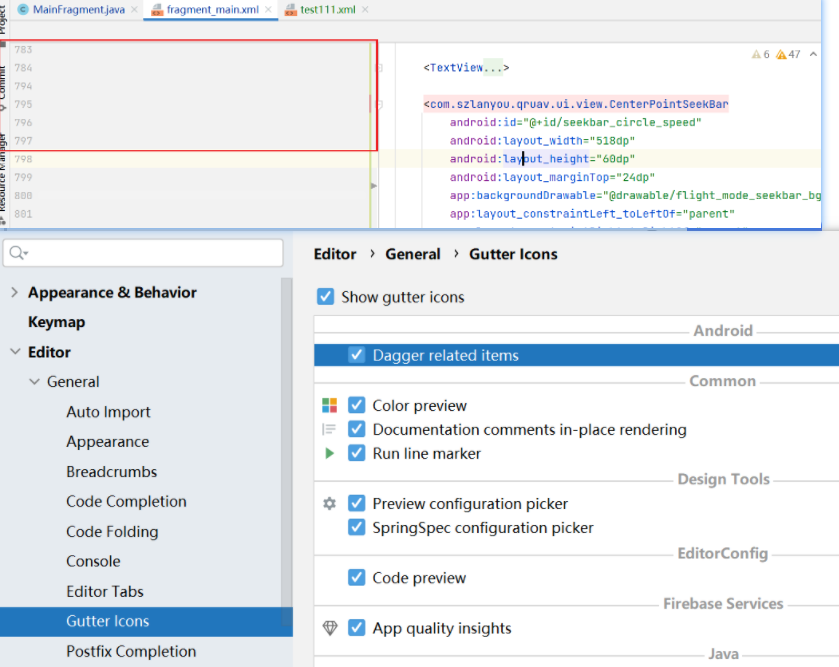 Project
MainFragment.java
fragment_main.xml
test111.xml
6 47
Commit
Resource Manager
783
784 <TextView...>
794
795 <com.szlanyou.qruav.ui.view.CenterPointSeekBar
796 android:id="@+id/seekbar_circle_speed"
797 android:layout_width="518dp"
798 android:layout_height="60dp"
799 android:layout_marginTop="24dp"
800 app:backgroundDrawable="@drawable/flight_mode_seekbar_bg
801 app:layout_constraintLeft_toLeftOf="parent"
Appearance & Behavior
Keymap
Editor
General
Auto Import
Appearance
Breadcrumbs
Code Completion
Code Folding
Console
Editor Tabs
Gutter Icons
Postfix Completion
Editor › General › Gutter Icons
Show gutter icons
Android
Dagger related items
Common
Color preview
Documentation comments in-place rendering
Run line marker
Design Tools
Preview configuration picker
SpringSpec configuration picker
EditorConfig
Code preview
Firebase Services
App quality insights
Java